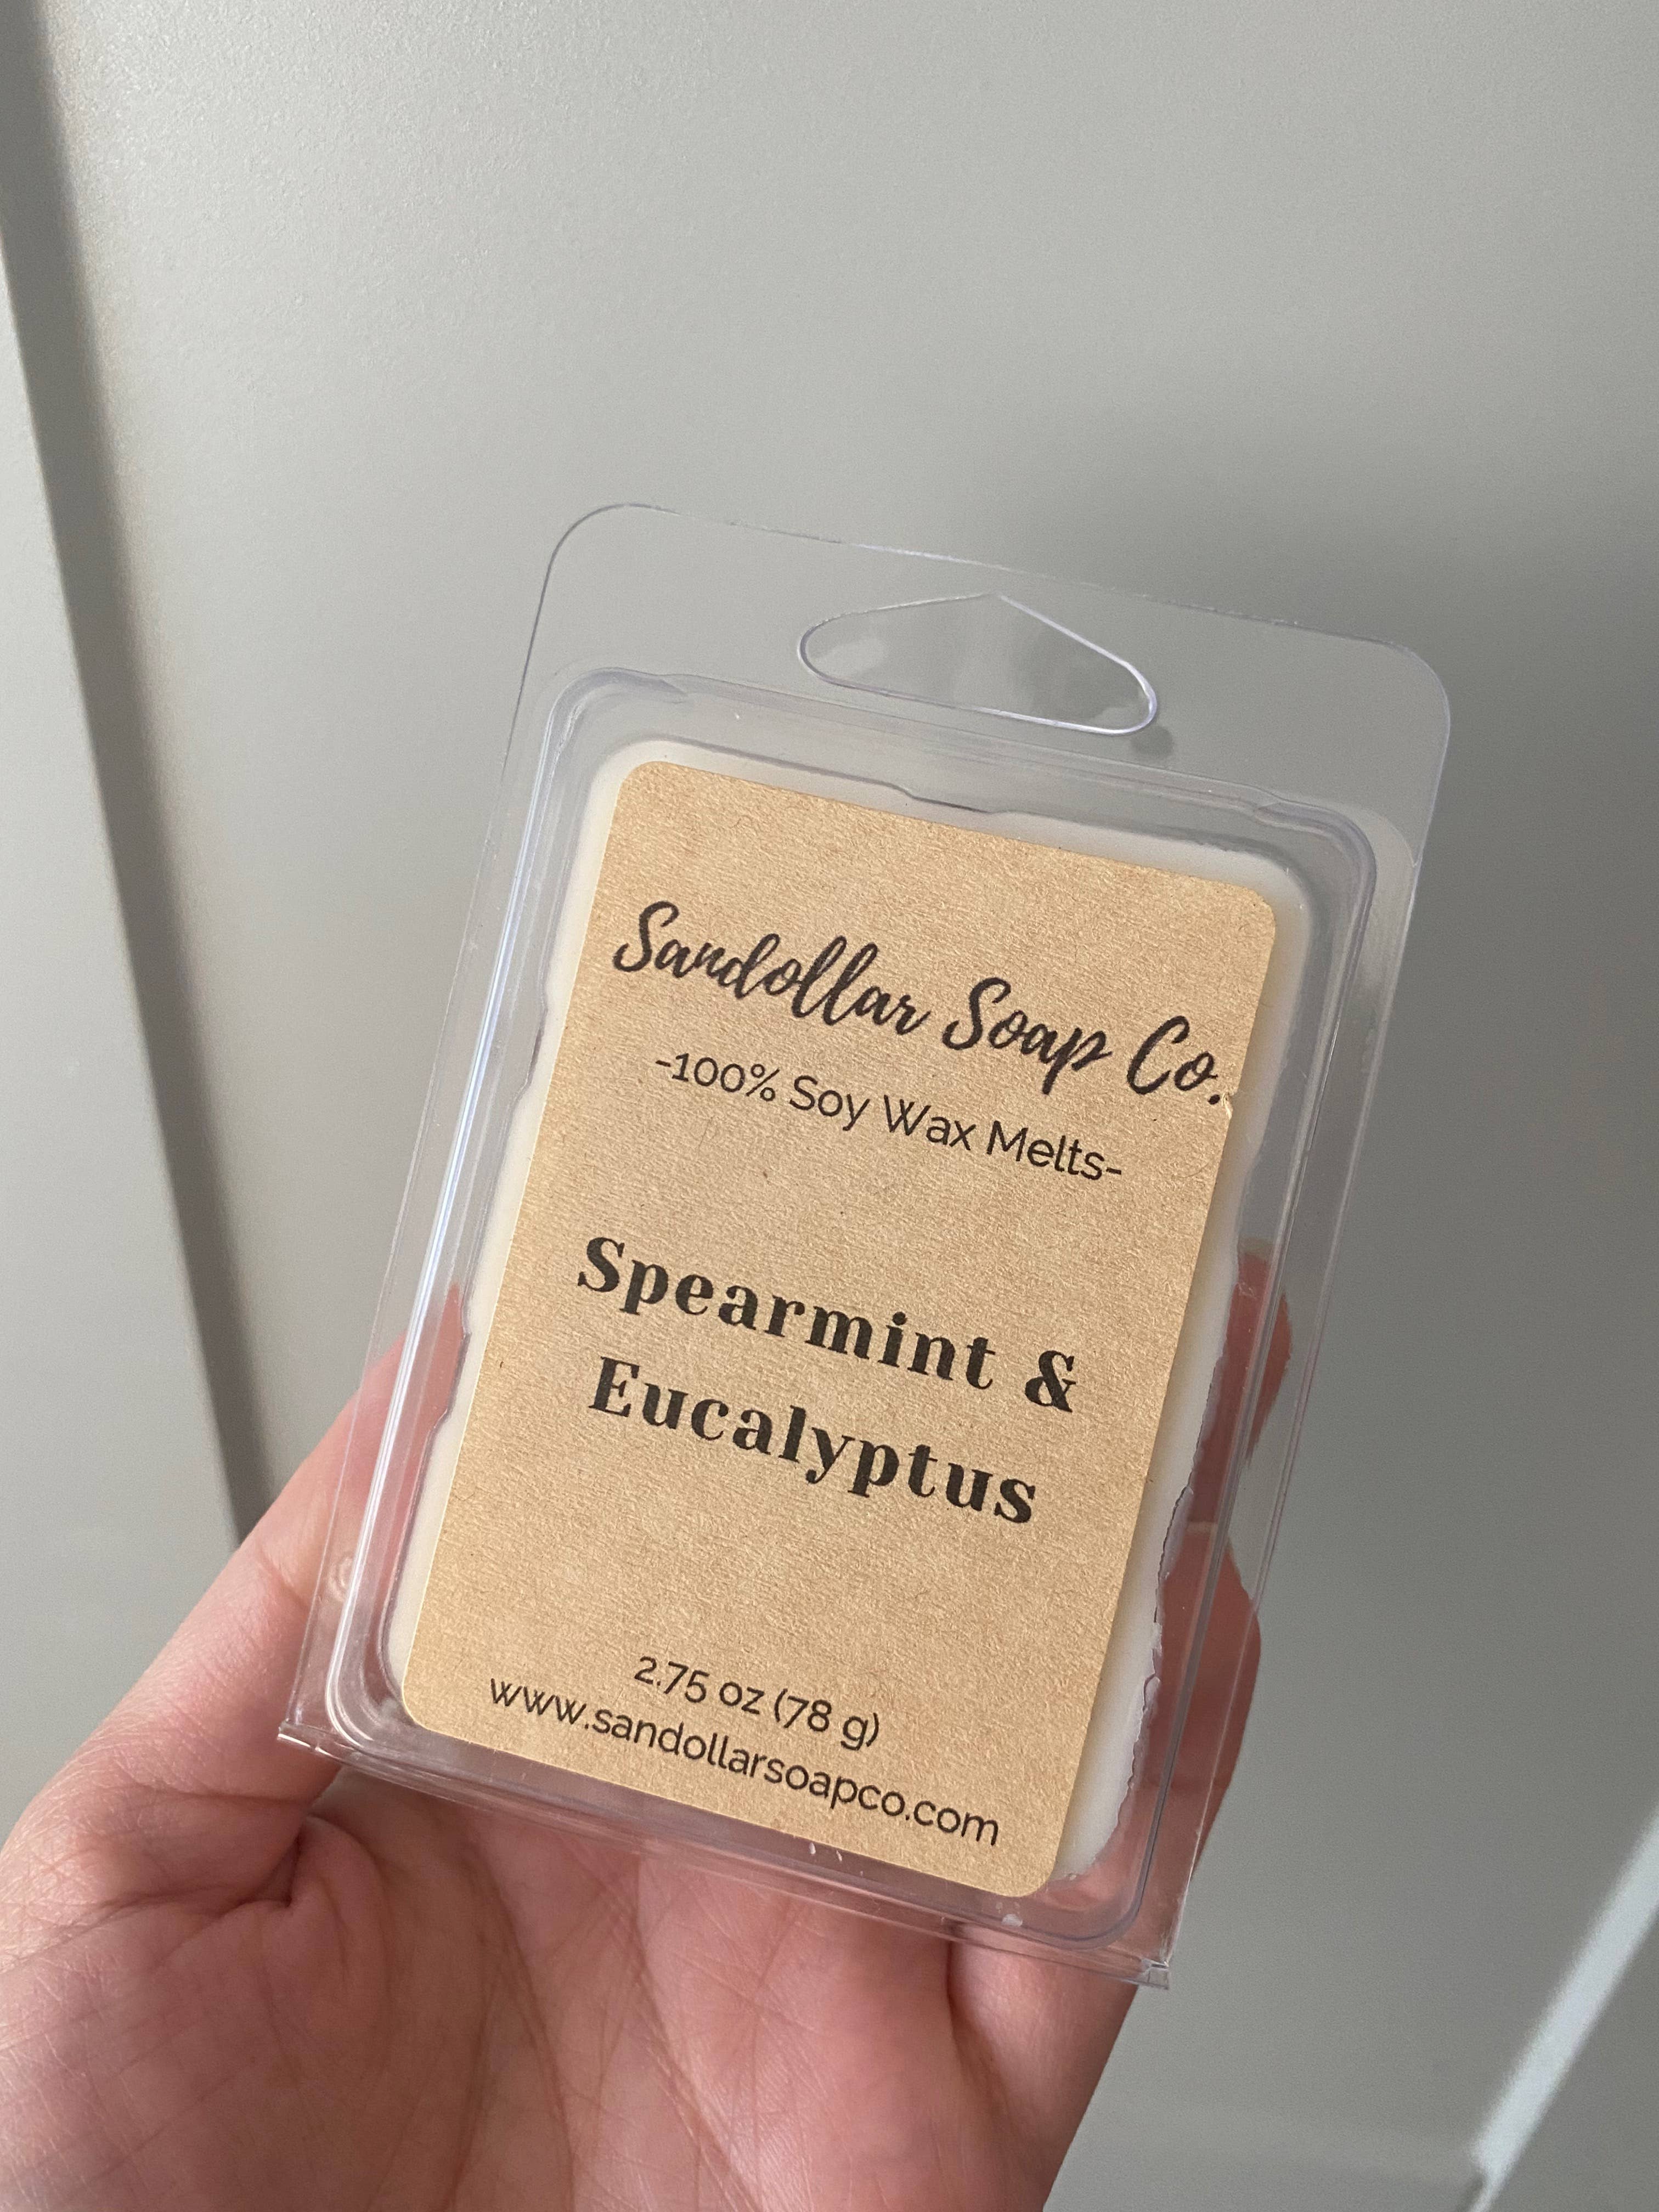 Sandollar Soap Co.
-100% Soy Wax Melts-
Spearmint &
Eucalyptus
2.75 oz (78 g)
www.sandollarsoapco.com